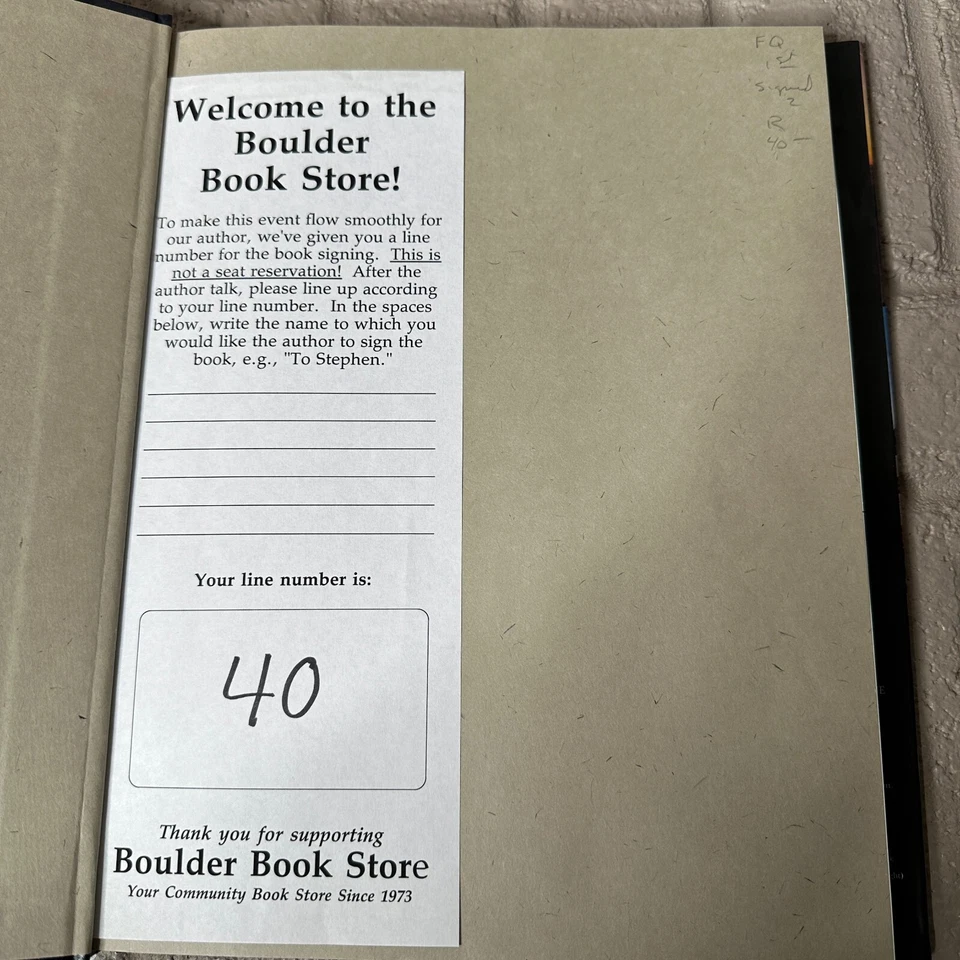 Welcome to the
Boulder
Book Store!
To make this event flow smoothly for
our author, we've given you a line
number for the book signing. This is
not a seat reservation! After the
author talk, please line up according
to your line number. In the spaces
below, write the name to which you
would like the author to sign the
book, e.g., "To Stephen."
Your line number is:
40
Thank you for supporting
Boulder Book Store
Your Community Book Store Since 1973
FQ
1st
signed
2
R
40-